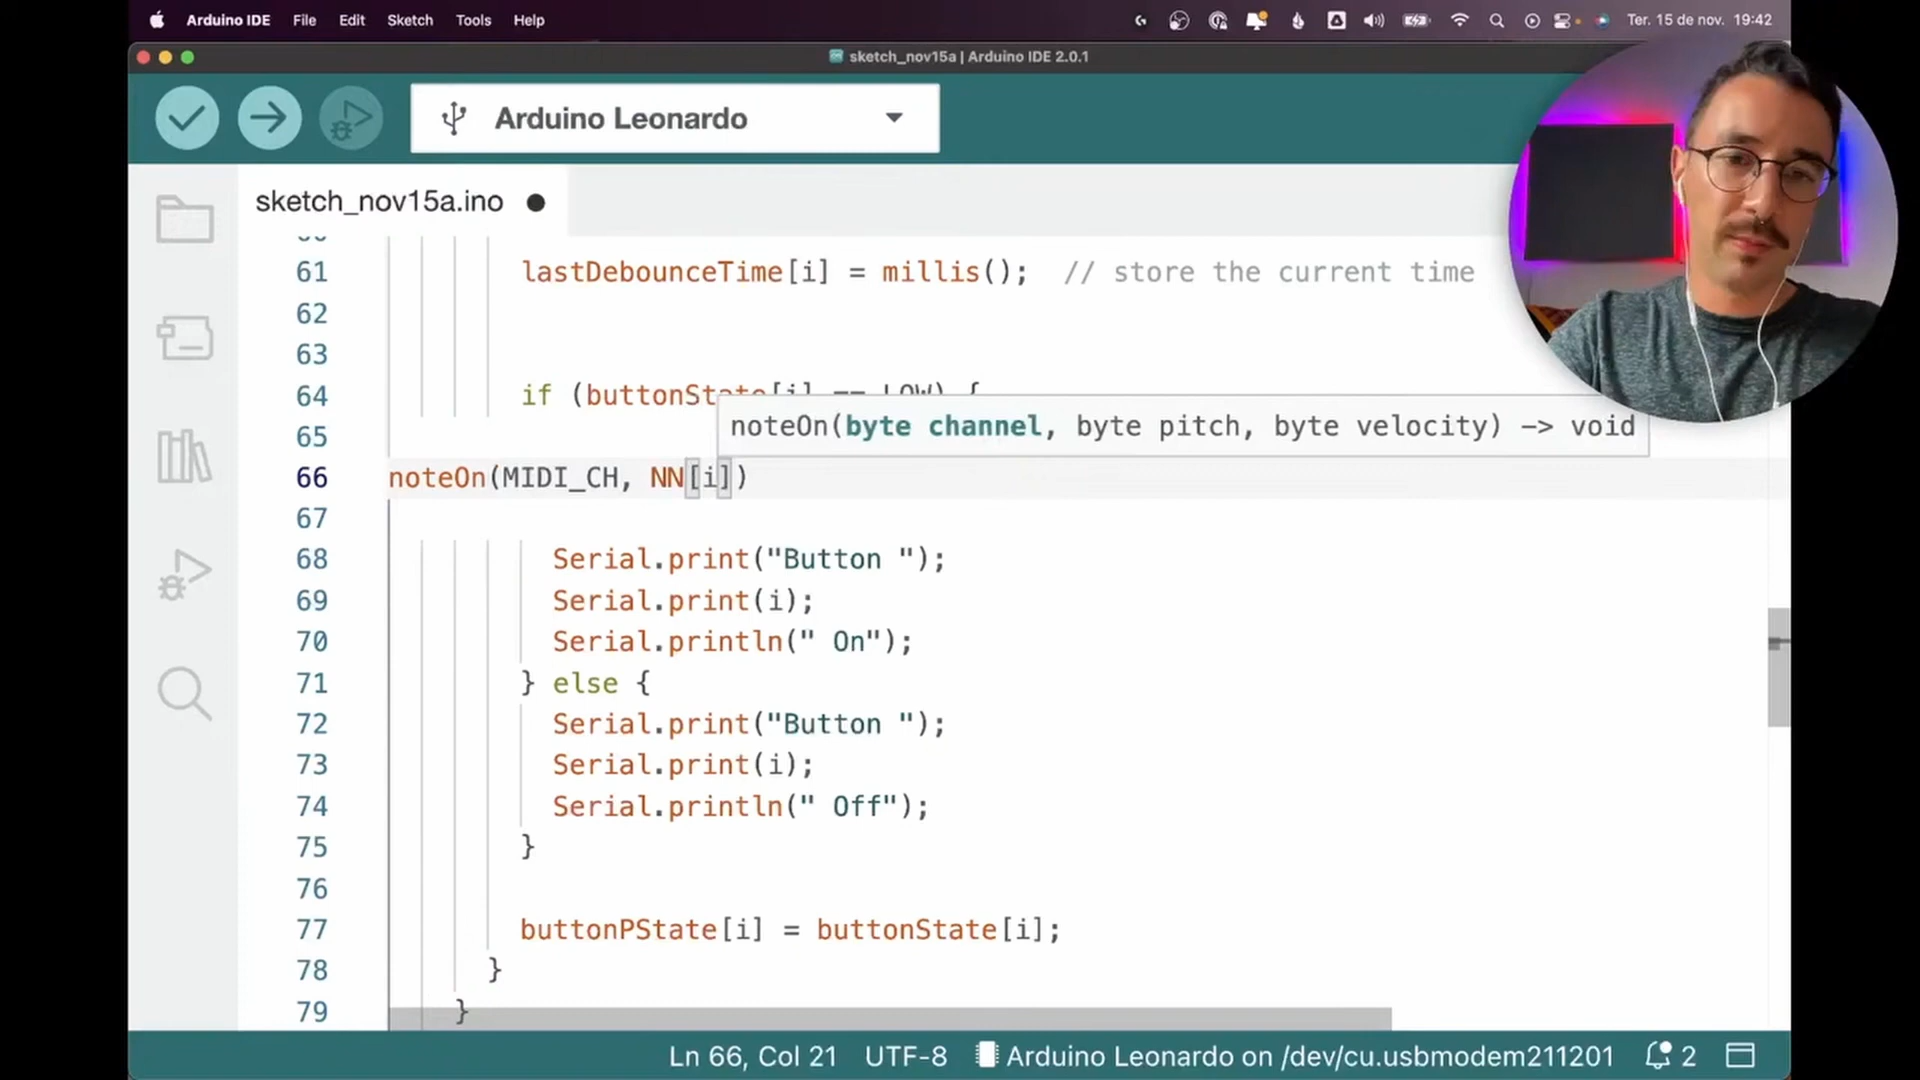 Arduino IDE File Edit Sketch Tools Help Ter. 15 de nov. 19:42
sketch_nov15a | Arduino IDE 2.0.1
Arduino Leonardo
sketch_nov15a.ino
61 lastDebounceTime[i] = millis(); // store the current time
62
63
64 if (buttonState[i] == LOW) {
65
noteOn(byte channel, byte pitch, byte velocity) -> void
66 noteOn(MIDI_CH, NN[i])
67
68 Serial.print("Button ");
69 Serial.print(i);
70 Serial.println(" On");
71 } else {
72 Serial.print("Button ");
73 Serial.print(i);
74 Serial.println(" Off");
75 }
76
77 buttonPState[i] = buttonState[i];
78 }
79 }
Ln 66, Col 21 UTF-8 Arduino Leonardo on /dev/cu.usbmodem211201 2